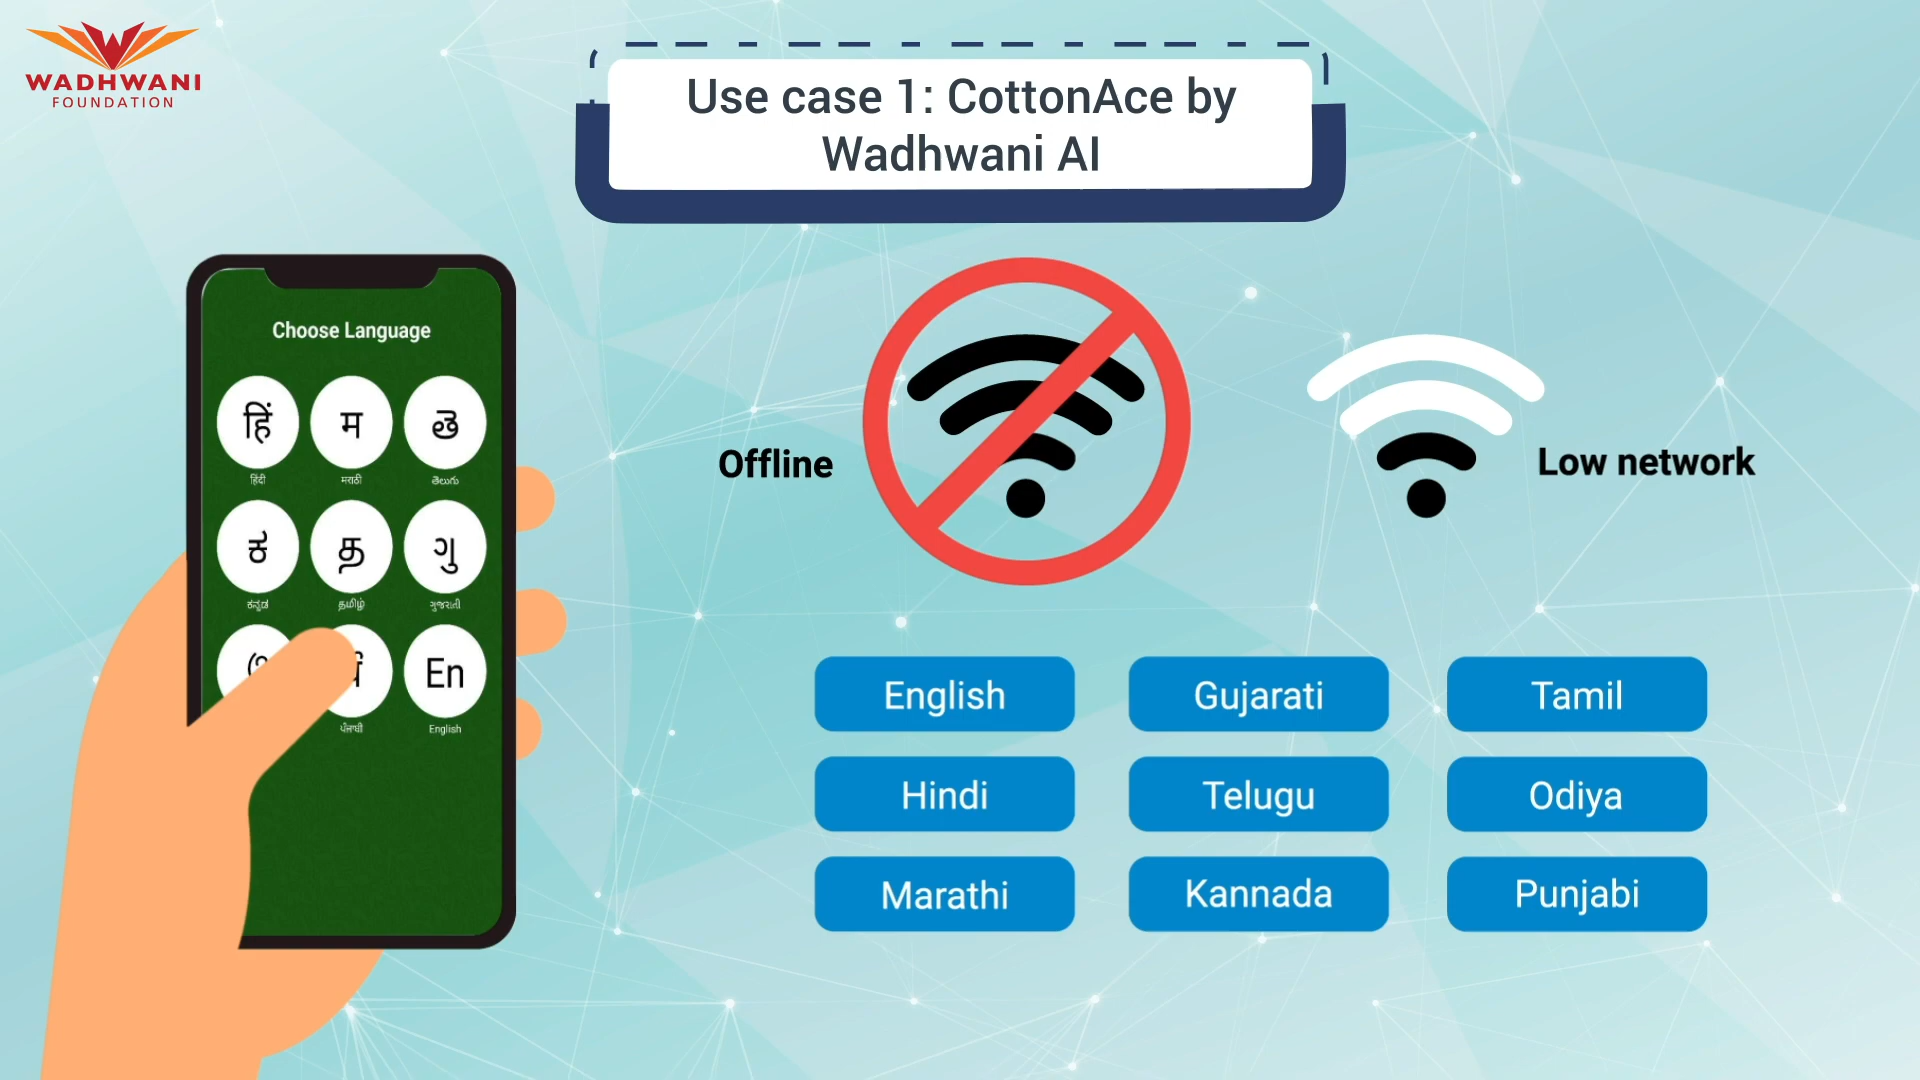 WADHWANI
FOUNDATION
Use case 1: CottonAce by
Wadhwani AI
Choose Language
हिं
म
తె
हिंदी
मराठी
తెలుగు
ಕ
த
ગુ
ಕನ್ನಡ
தமிழ்
ગુજરાતી
En
ਪੰਜਾਬੀ
English
Offline
Low network
English
Gujarati
Tamil
Hindi
Telugu
Odiya
Marathi
Kannada
Punjabi